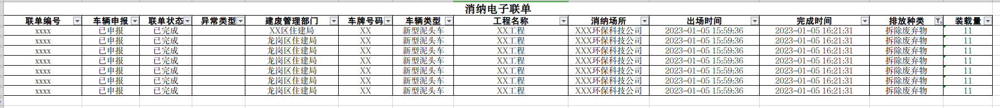 消纳电子联单
联单编号 车辆申报 联单状态 异常类型 建废管理部门 车牌号码 车辆类型 工程名称 消纳场所 出场时间 完成时间 排放种类 装载量
xxxx 已申报 已完成 XX区住建局 XX 新型泥头车 XX工程 XXX环保科技公司 2023-01-05 15:59:36 2023-01-05 16:21:31 拆除废弃物 11
xxxx 已申报 已完成 龙岗区住建局 XX 新型泥头车 XX工程 XXX环保科技公司 2023-01-05 15:59:36 2023-01-05 16:21:31 拆除废弃物 11
xxxx 已申报 已完成 龙岗区住建局 XX 新型泥头车 XX工程 XXX环保科技公司 2023-01-05 15:59:36 2023-01-05 16:21:31 拆除废弃物 11
xxxx 已申报 已完成 龙岗区住建局 XX 新型泥头车 XX工程 XXX环保科技公司 2023-01-05 15:59:36 2023-01-05 16:21:31 拆除废弃物 11
xxxx 已申报 已完成 龙岗区住建局 XX 新型泥头车 XX工程 XXX环保科技公司 2023-01-05 15:59:36 2023-01-05 16:21:31 拆除废弃物 11
xxxx 已申报 已完成 龙岗区住建局 XX 新型泥头车 XX工程 XXX环保科技公司 2023-01-05 15:59:36 2023-01-05 16:21:31 拆除废弃物 11
xxxx 已申报 已完成 龙岗区住建局 XX 新型泥头车 XX工程 XXX环保科技公司 2023-01-05 15:59:36 2023-01-05 16:21:31 拆除废弃物 11